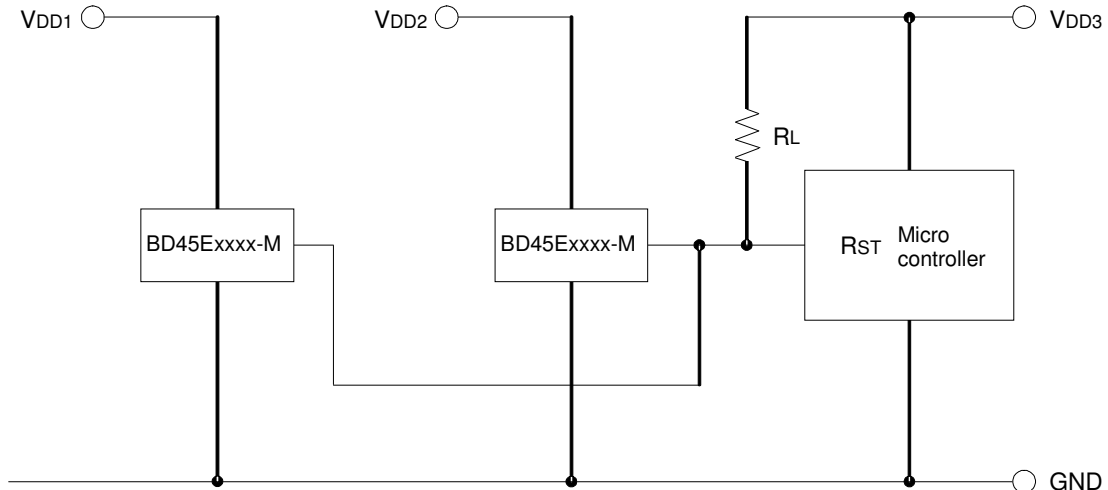 VDD1
VDD2
VDD3
RL
BD45Exxxx-M
BD45Exxxx-M
RST
Micro
controller
GND